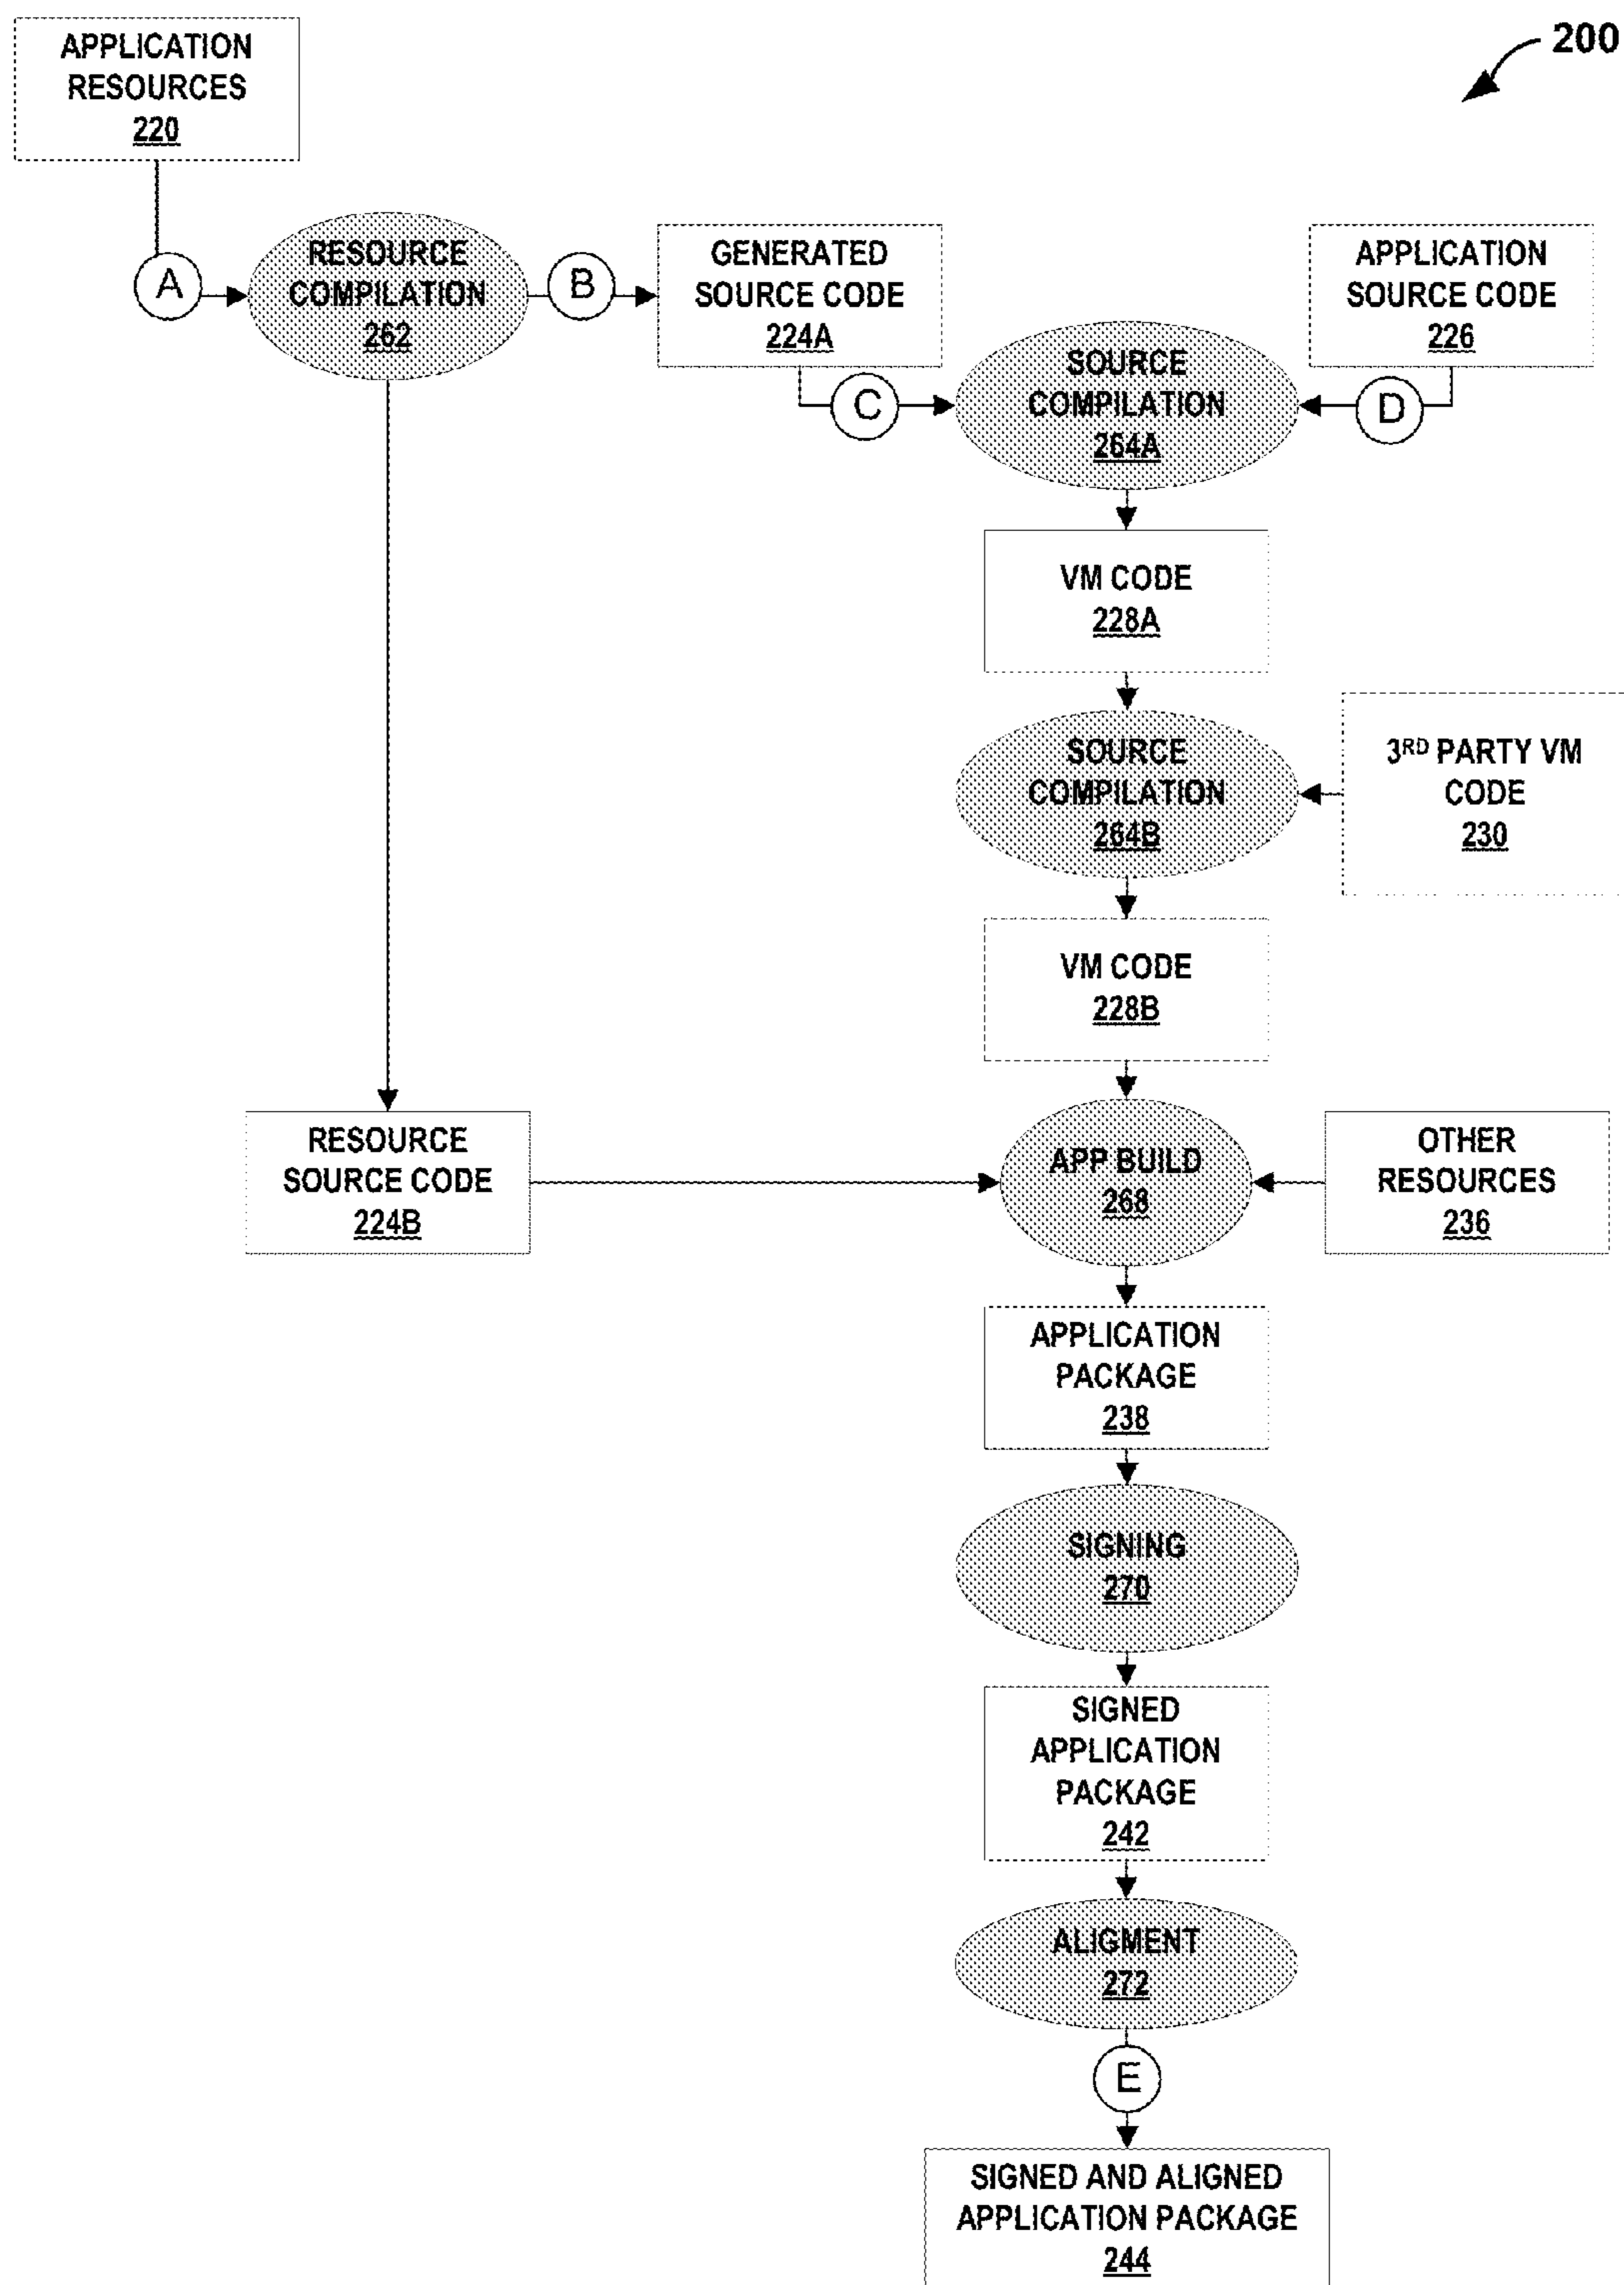 200
APPLICATION
RESOURCES
220
A
RESOURCE
COMPILATION
262
B
GENERATED
SOURCE CODE
224A
APPLICATION
SOURCE CODE
226
C
SOURCE
COMPILATION
264A
D
VM CODE
228A
SOURCE
COMPILATION
264B
3RD PARTY VM
CODE
230
VM CODE
228B
RESOURCE
SOURCE CODE
224B
APP BUILD
268
OTHER
RESOURCES
236
APPLICATION
PACKAGE
238
SIGNING
270
SIGNED
APPLICATION
PACKAGE
242
ALIGMENT
272
E
SIGNED AND ALIGNED
APPLICATION PACKAGE
244